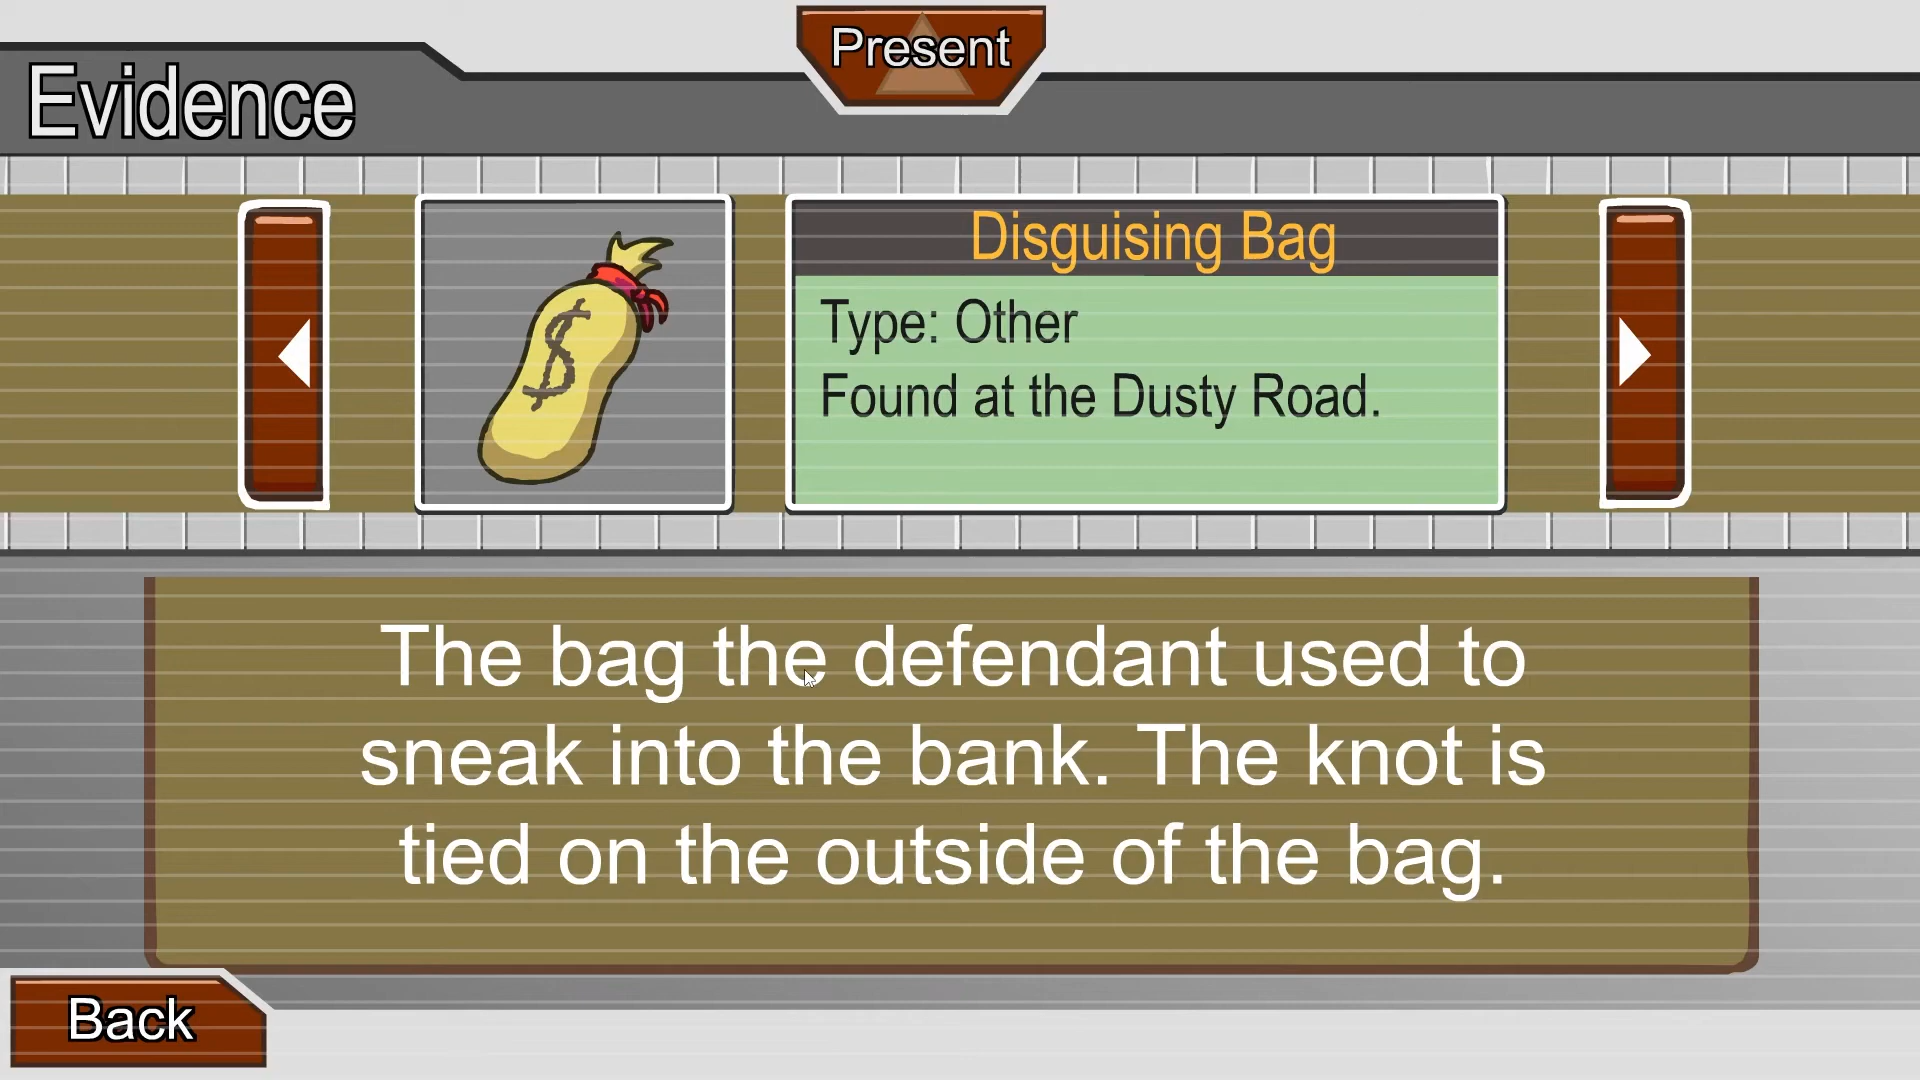 Present
Evidence
Disguising Bag
Type: Other
Found at the Dusty Road.
$
The bag the defendant used to
sneak into the bank. The knot is
tied on the outside of the bag.
Back